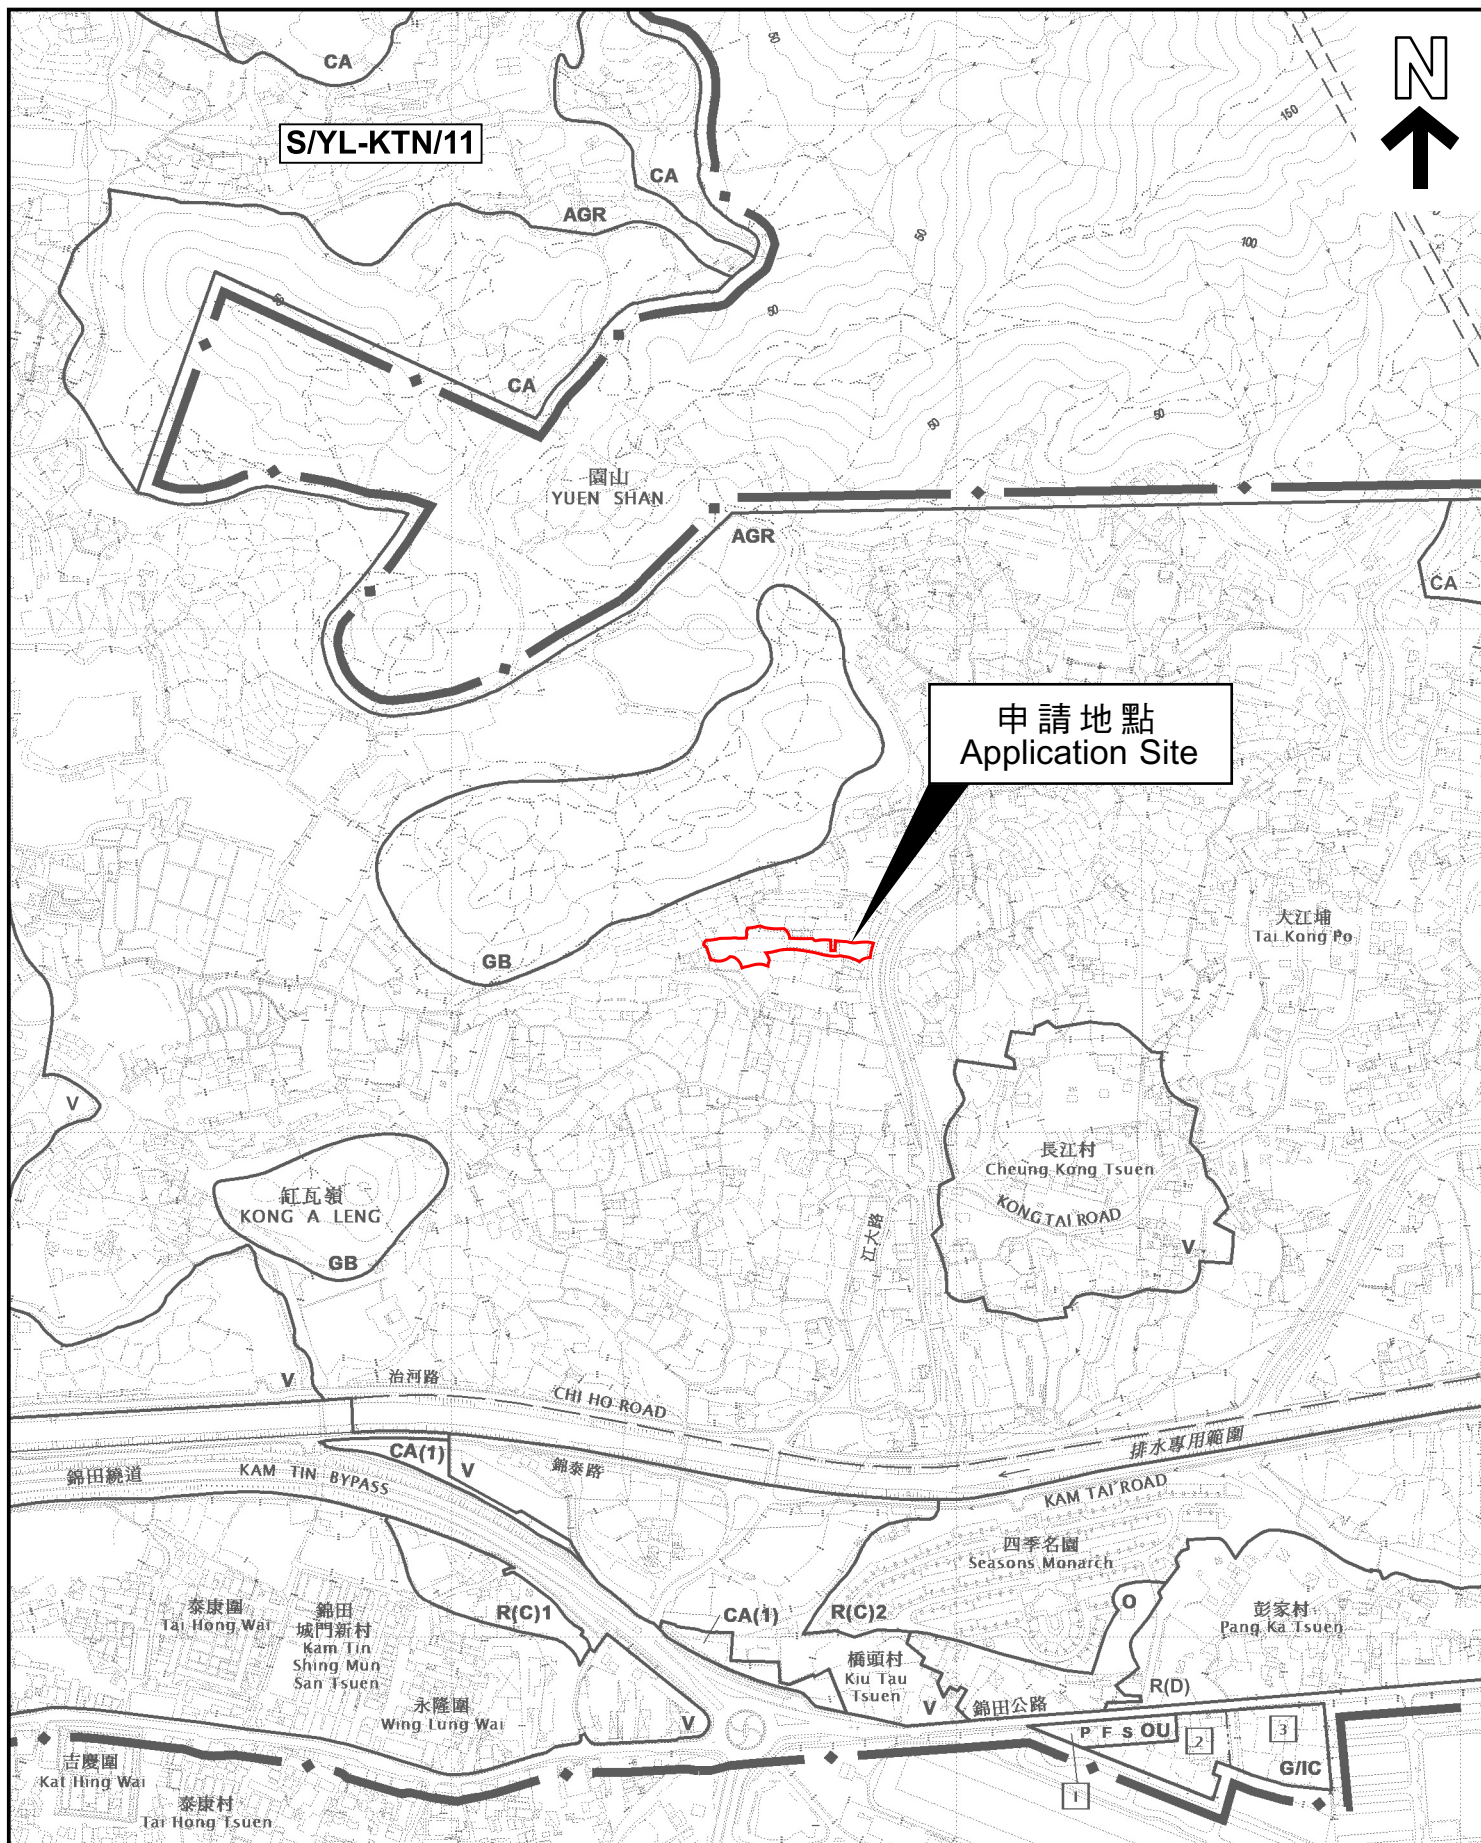 CA
50
N
150
S/YL-KTN/11
CA
AGR
50
100
50
50
CA
50
50
園山
YUEN SHAN
AGR
CA
申請地點
Application Site
大江埔
Tai Kong Po
GB
V
長江村
Cheung Kong Tsuen
缸瓦嶺
KONG A LENG
KONG TAI ROAD
江大路
V
GB
V
治河路
CHI HO ROAD
排水專用範圍
CA(1)
V
錦泰路
錦田繞道
KAM TIN BYPASS
KAM TAI ROAD
四季名園
Seasons Monarch
泰康圍
Tai Hong Wai
錦田
城門新村
Kam Tin
Shing Mun
San Tsuen
R(C)1
CA(1)
R(C)2
O
彭家村
Pang Ka Tsuen
橋頭村
Kiu Tau
Tsuen
R(D)
永隆圍
Wing Lung Wai
V
V
錦田公路
P F S OU
2
3
吉慶圍
Kat Hing Wai
G/IC
1
泰康村
Tai Hong Tsuen